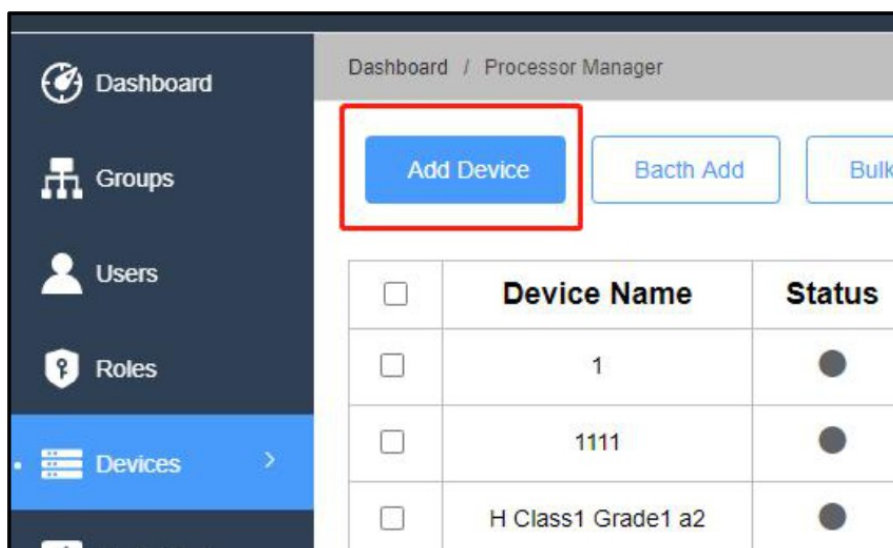 Dashboard
Groups
Users
Roles
Devices
Dashboard / Processor Manager
Add Device Bacth Add Bulk
Device Name Status
1
1111
H Class1 Grade1 a2